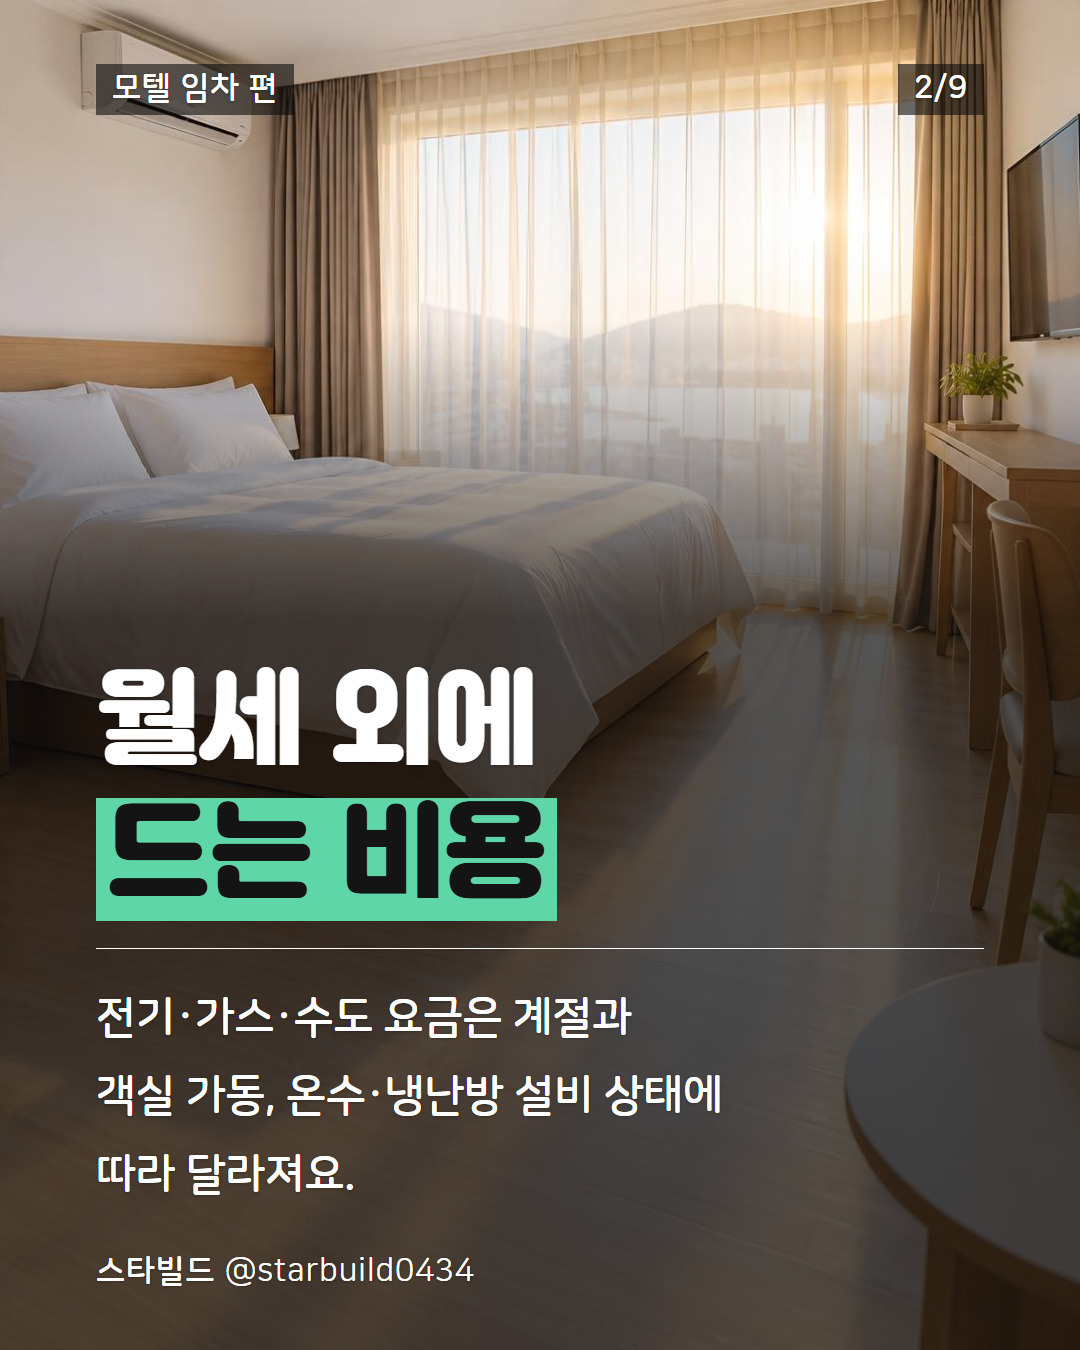 모텔 임차 편
2/9
월세 외에
드는 비용
전기·가스·수도 요금은 계절과
객실 가동, 온수·냉난방 설비 상태에
따라 달라져요.
스타빌드 @starbuild0434